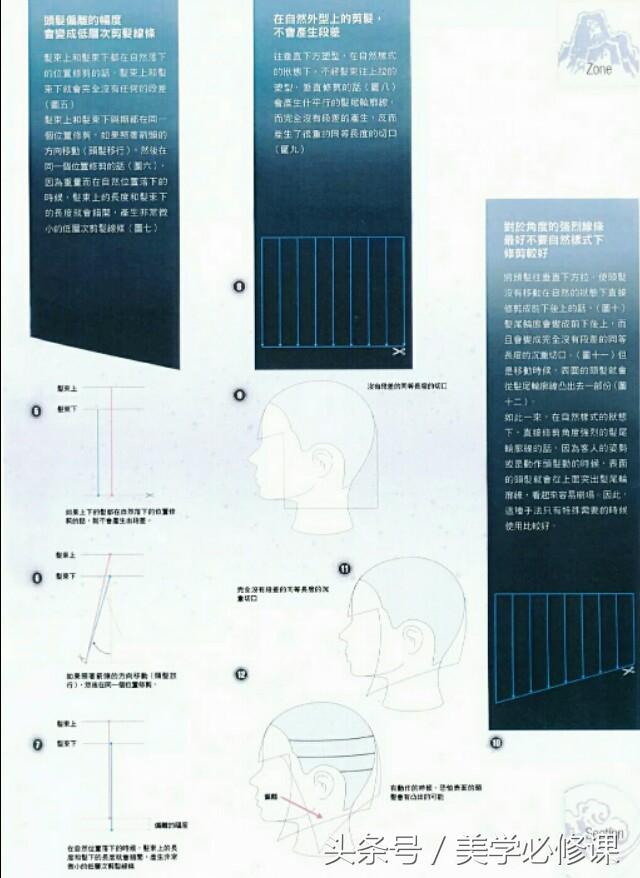 頭髮偏離的幅度
會變成低層次剪髮線條
髮束上和髮束下都在自然落下
的位置修剪的話，髮束上和髮
束下就會完全沒有任何的段差
（圖五）
髮束上和髮束下與期都在同一
個位置修剪。如果照著箭頭的
方向移動（頭髮移行），然後在
同一個位置修剪的話（圖六），
因為重量而在自然位置落下的
時候，髮束上的長度和髮束下
的長度就會錯開，產生非常微
小的低層次剪髮線條（圖七）
在自然外型上的剪髮，
不會產生段差
往垂直下方塑型，在自然樣式
的狀態下，不將髮束往上拉的
塑型，垂直修剪的話（圖八）
會產生什平行的髮尾輪廓線，
而完全沒有段差的產生，反而
產生了很重的同等長度的切口
（圖九）
Zone
對於角度的強烈線條
最好不要自然樣式下
修剪較好
將頭髮往垂直下方拉，使頭髮
沒有移動在自然的狀態下直接
修剪成前下後上的話。（圖十）
髮尾輪廓會變成前下後上，而
且會變成完全沒有段差的同等
長度的沉重切口。（圖十一）但
是移動時候，表面的頭髮就會
從髮尾輪廓線凸出去一部份（圖
十二）。
如此一來，在自然樣式的狀態
下，直接修剪角度強烈的髮尾
輪廓線的話，因為客人的姿勢
或是動作頭髮動的時候，表面
的頭髮就會從上面突出髮尾輪
廓線，看起來容易崩塌。因此，
這種手法只有特殊需要的時候
使用比較好。
8
5
髮束上
髮束下
如果上下的髮都在自然落下的位置修
剪的話，就不會產生出段差。
9
沒有段差的同等長度的切口
6
髮束上
髮束下
如果照著箭頭的方向移動（頭髮移
行），然後在同一個位置修剪。
11
完全沒有段差的同等長度的沉
重切口
7
髮束上
髮束下
偏離的幅度
在自然位置落下的時候，髮束上的長
度和髮下的長度就會錯開，產生非常
微小的低層次剪髮線條
12
偏離
有動作的時候，恐怕表面的頭
髮會有凸出的可能
10
Section
头条号 / 美学必修课